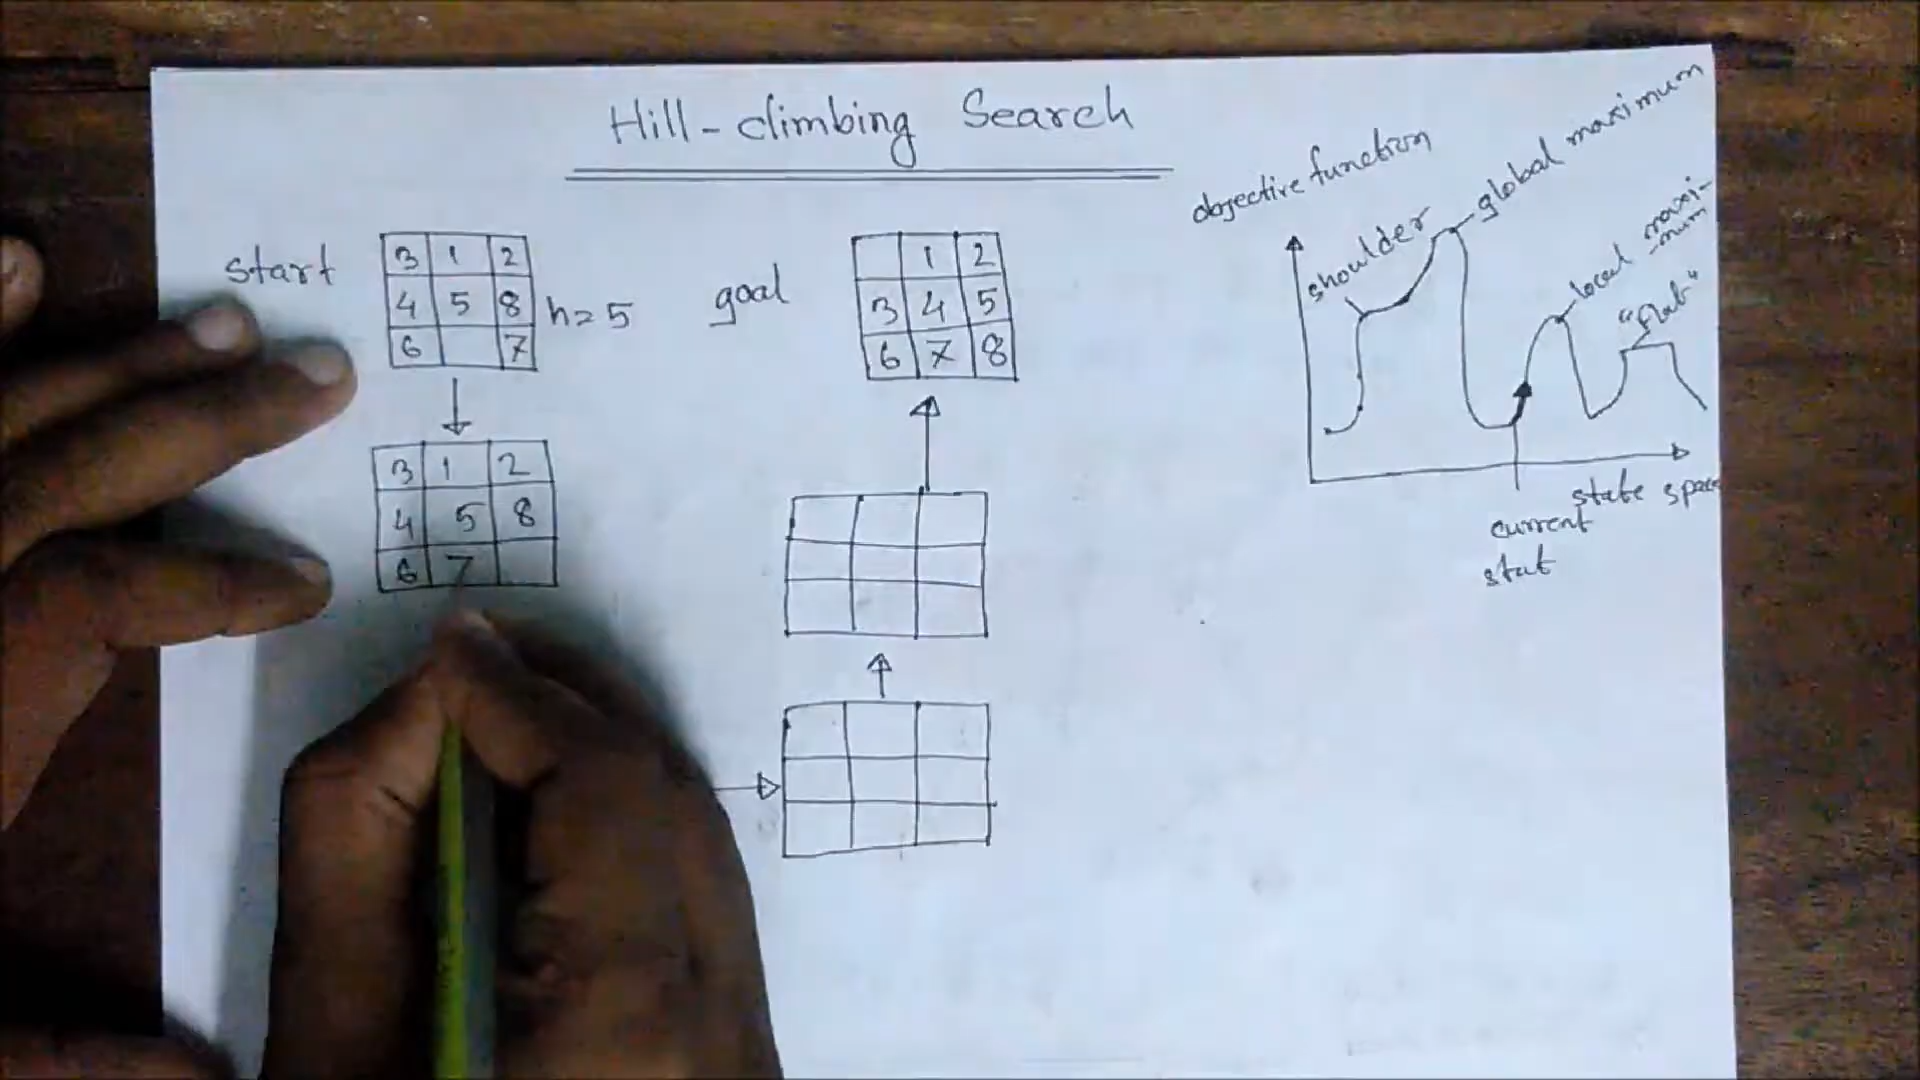 Hill-climbing Search
start
3 1 2
4 5 8
6 7
h=5
goal
1 2
3 4 5
6 7 8
3 1 2
4 5 8
6 7
objective function
shoulder
global maximum
local maxi-
-mum
"flat"
state space
current
stat